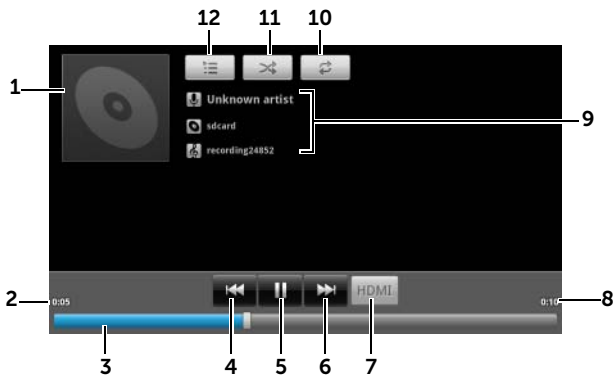 12 11 10
1
Unknown artist
sdcard
9
recording24852
HDMI
2 0:05 0:10 8
3 4 5 6 7